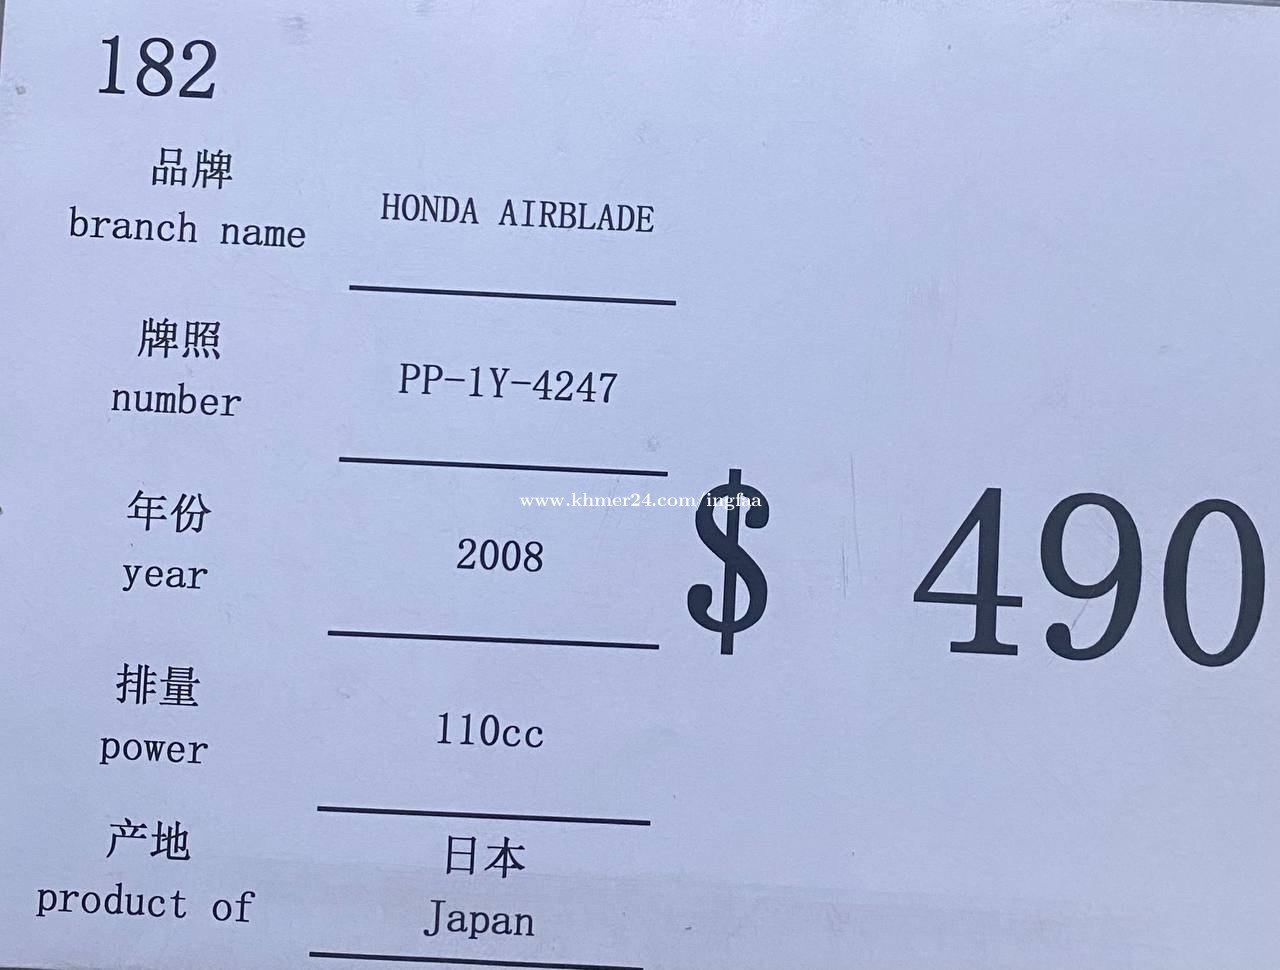 182
品牌
branch name
HONDA AIRBLADE
牌照
number
PP-1Y-4247
年份
year
2008
www.khmer24.com/ingfaa
$ 490
排量
power
110cc
产地
product of
日本
Japan